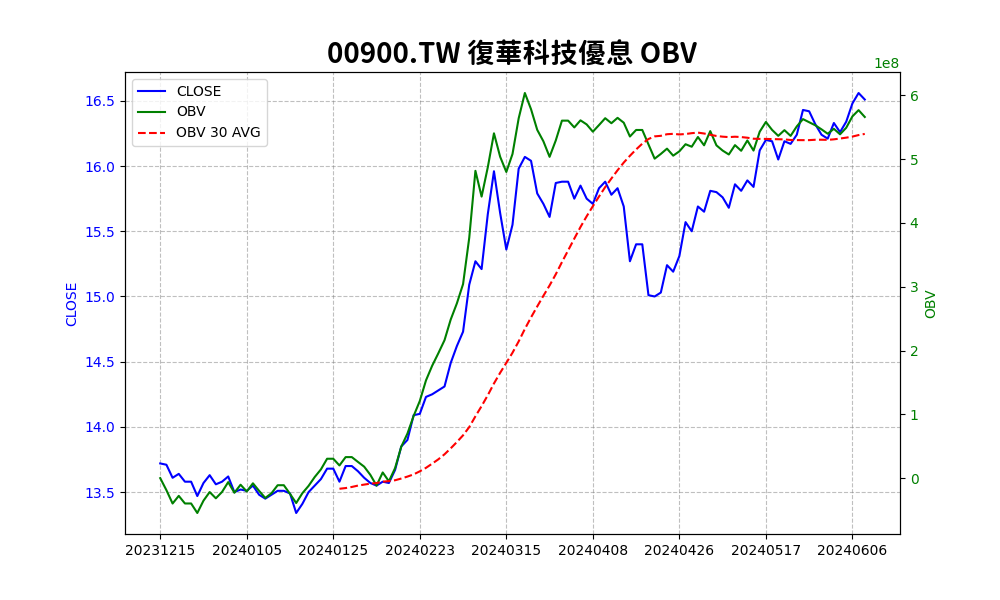 00900.TW 復華科技優息 OBV
1e8
CLOSE
OBV
OBV 30 AVG
16.5
16.0
15.5
15.0
14.5
14.0
13.5
CLOSE
6
5
4
3
2
1
0
OBV
20231215 20240105 20240125 20240223 20240315 20240408 20240426 20240517 20240606